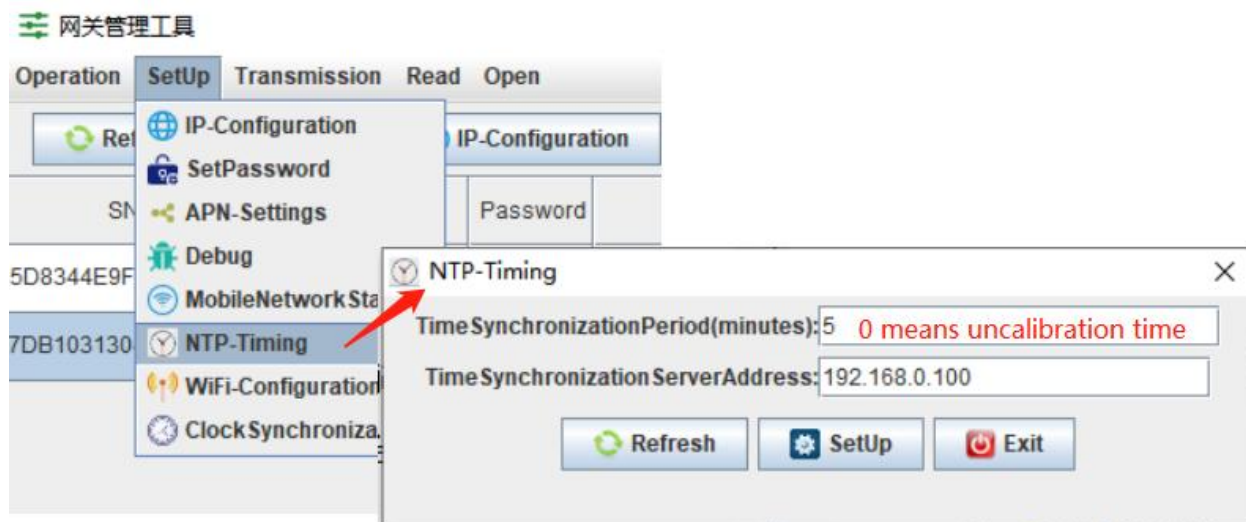 网关管理工具
Operation SetUp Transmission Read Open
Ref IP-Configuration
IP-Configuration
SetPassword
SN Password
APN-Settings
Debug
5D8344E9F
MobileNetworkSta
7DB103130
NTP-Timing
WiFi-Configuration
ClockSynchroniza
NTP-Timing
TimeSynchronizationPeriod(minutes): 5 0 means uncalibration time
TimeSynchronizationServerAddress: 192.168.0.100
Refresh SetUp Exit